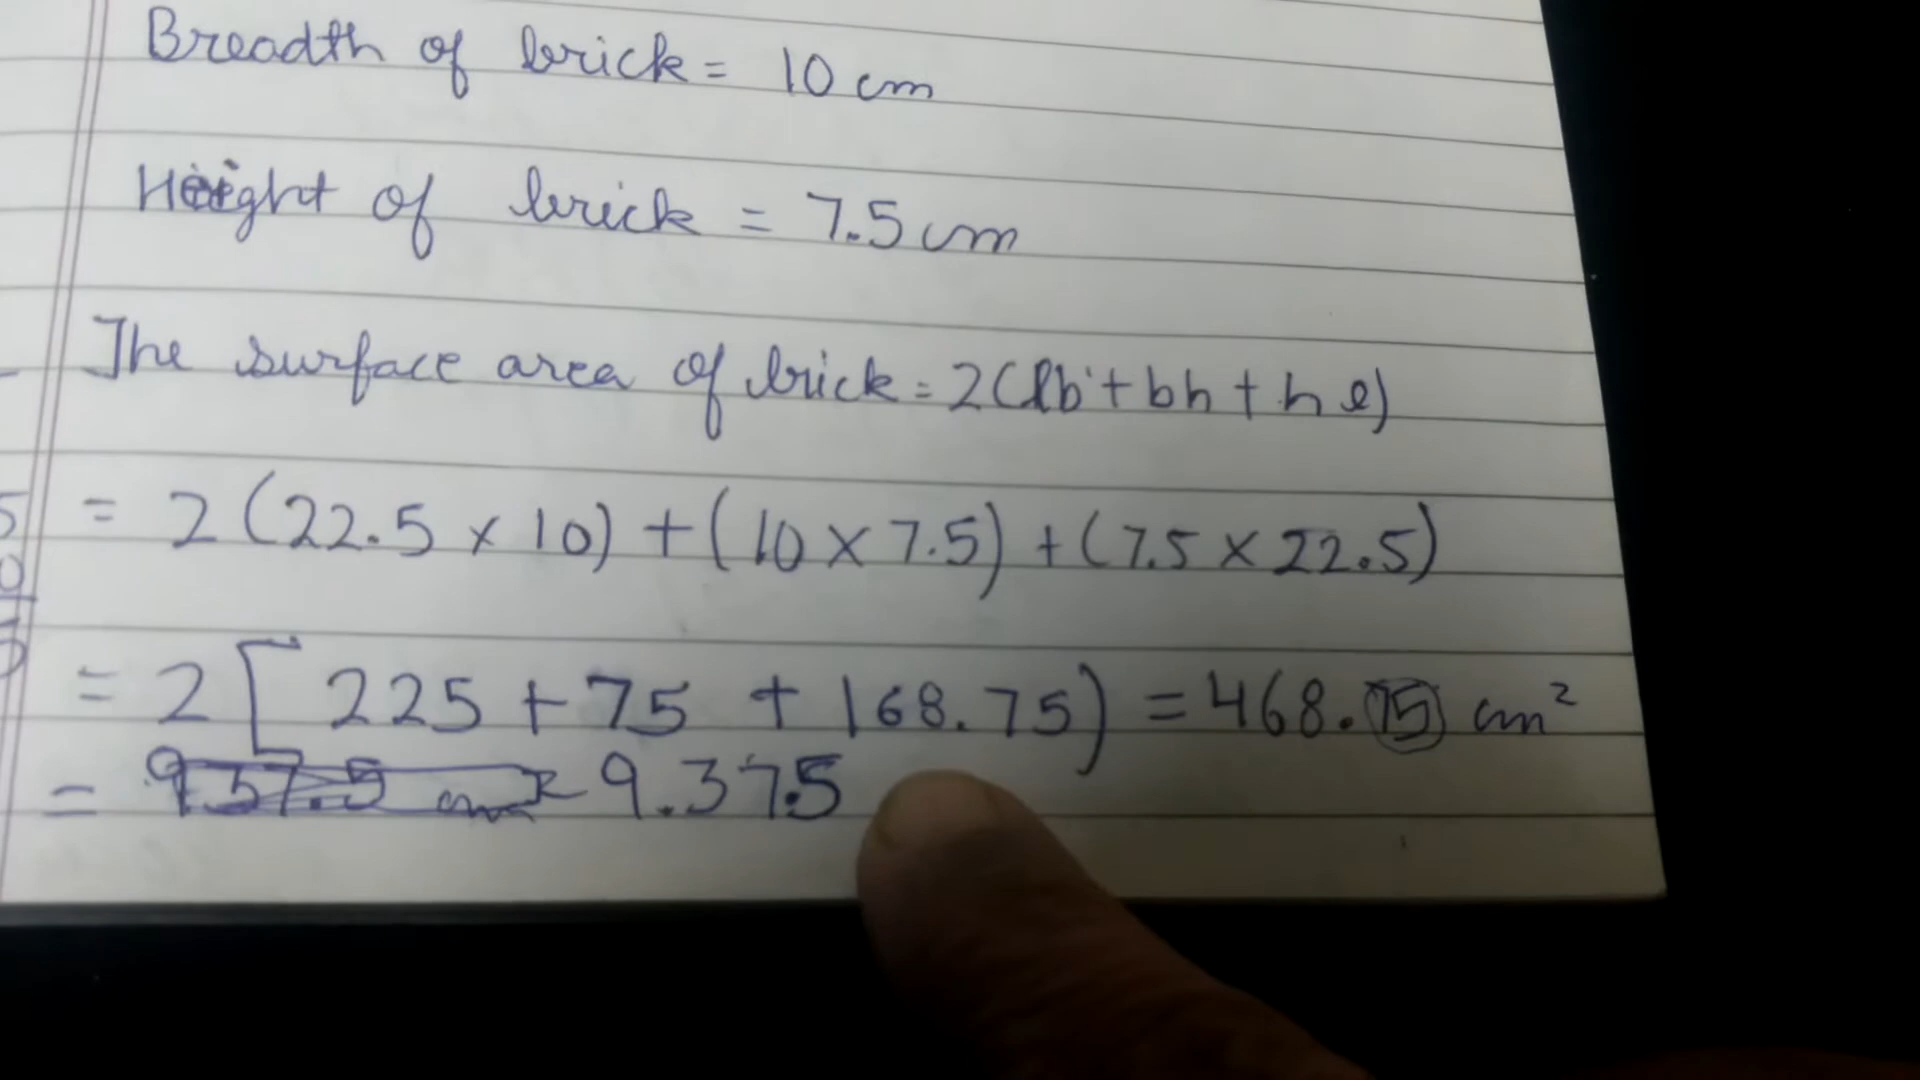 Breadth of brick = 10 cm
Height of brick = 7.5 cm
The surface area of brick = 2(lb + bh + hl)
= 2 (22.5 x 10) + (10 x 7.5) + (7.5 x 22.5)
= 2 [ 225 + 75 + 168.75) = 468.75 cm²
= 9.37.5